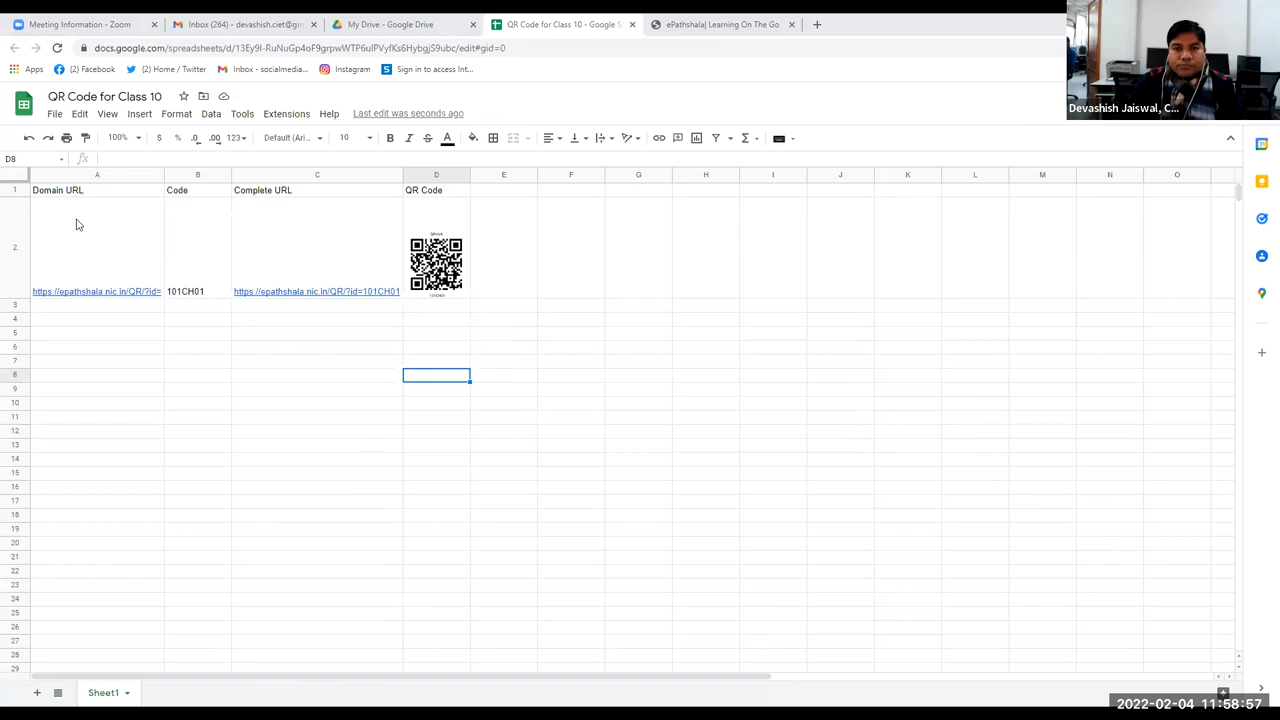 Meeting Information - Zoom
Inbox (264) - devashish.ciet@gm
My Drive - Google Drive
QR Code for Class 10 - Google S
ePathshala| Learning On The Go
docs.google.com/spreadsheets/d/
Apps
(2) Facebook
(2) Home / Twitter
Inbox - socialmedia...
Instagram
Sign in to access Int...
Devashish Jaiswal, C...
QR Code for Class 10
File Edit View Insert Format Data Tools Extensions Help
Last edit was seconds ago
100% $ % .0 .00 123 Default (Ari... 10 B I S A
D8 fx
A B C D E F G H I J K L M N O
1 Domain URL Code Complete URL QR Code
2 https://epathshala.nic.in/QR/?id= 101CH01 https://epathshala.nic.in/QR/?id=101CH01
101CH01
3
4
5
6
7
8
9
10
11
12
13
14
15
16
17
18
19
20
21
22
23
24
25
26
27
28
29
Sheet1
2022-02-04 11:58:57